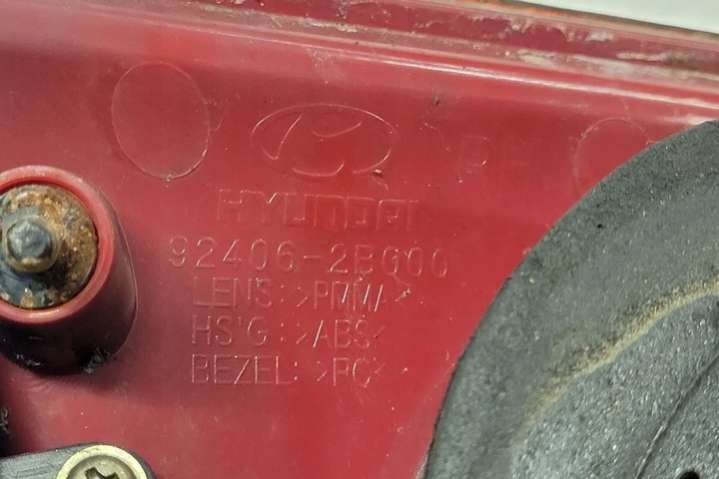 HYUNDAI
92406-2B000
LENS:>PMMA<
HS'G:>ABS<
BEZEL:>PC<